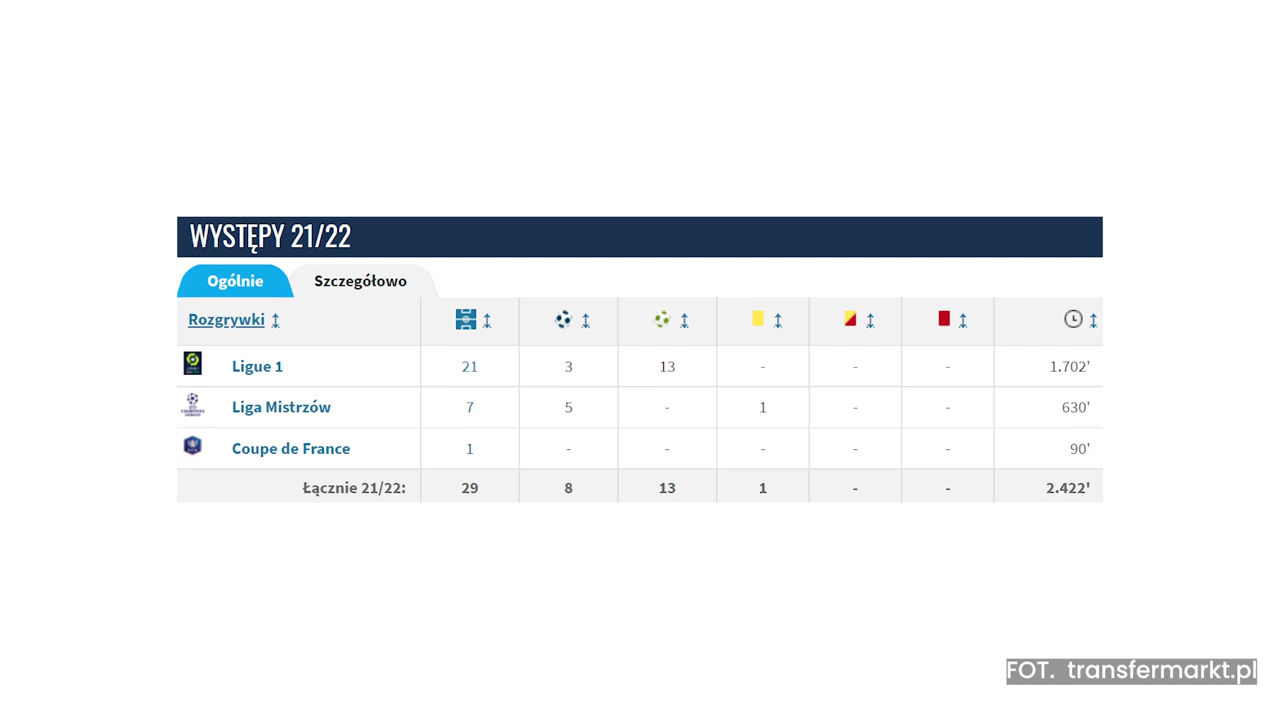 WYSTĘPY 21/22
Ogólnie Szczegółowo
Rozgrywki
Ligue 1 21 3 13 - - - 1.702'
Liga Mistrzów 7 5 - 1 - - 630'
Coupe de France 1 - - - - - 90'
Łącznie 21/22: 29 8 13 1 - - 2.422'
FOT. transfermarkt.pl